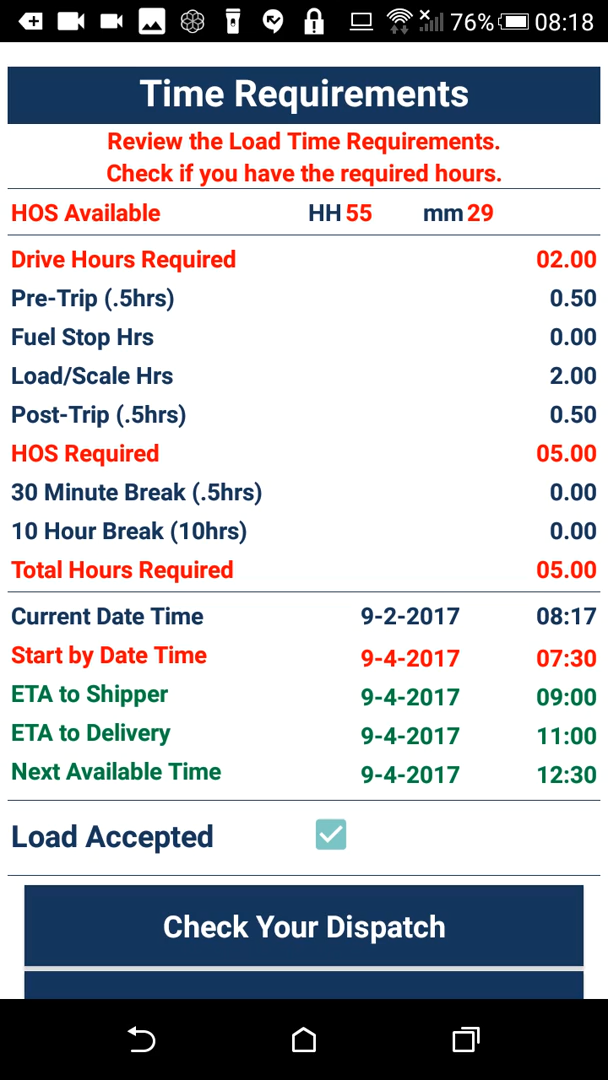 76% 08:18
Time Requirements
Review the Load Time Requirements.
Check if you have the required hours.
HOS Available HH 55 mm 29
Drive Hours Required 02.00
Pre-Trip (.5hrs) 0.50
Fuel Stop Hrs 0.00
Load/Scale Hrs 2.00
Post-Trip (.5hrs) 0.50
HOS Required 05.00
30 Minute Break (.5hrs) 0.00
10 Hour Break (10hrs) 0.00
Total Hours Required 05.00
Current Date Time 9-2-2017 08:17
Start by Date Time 9-4-2017 07:30
ETA to Shipper 9-4-2017 09:00
ETA to Delivery 9-4-2017 11:00
Next Available Time 9-4-2017 12:30
Load Accepted
Check Your Dispatch